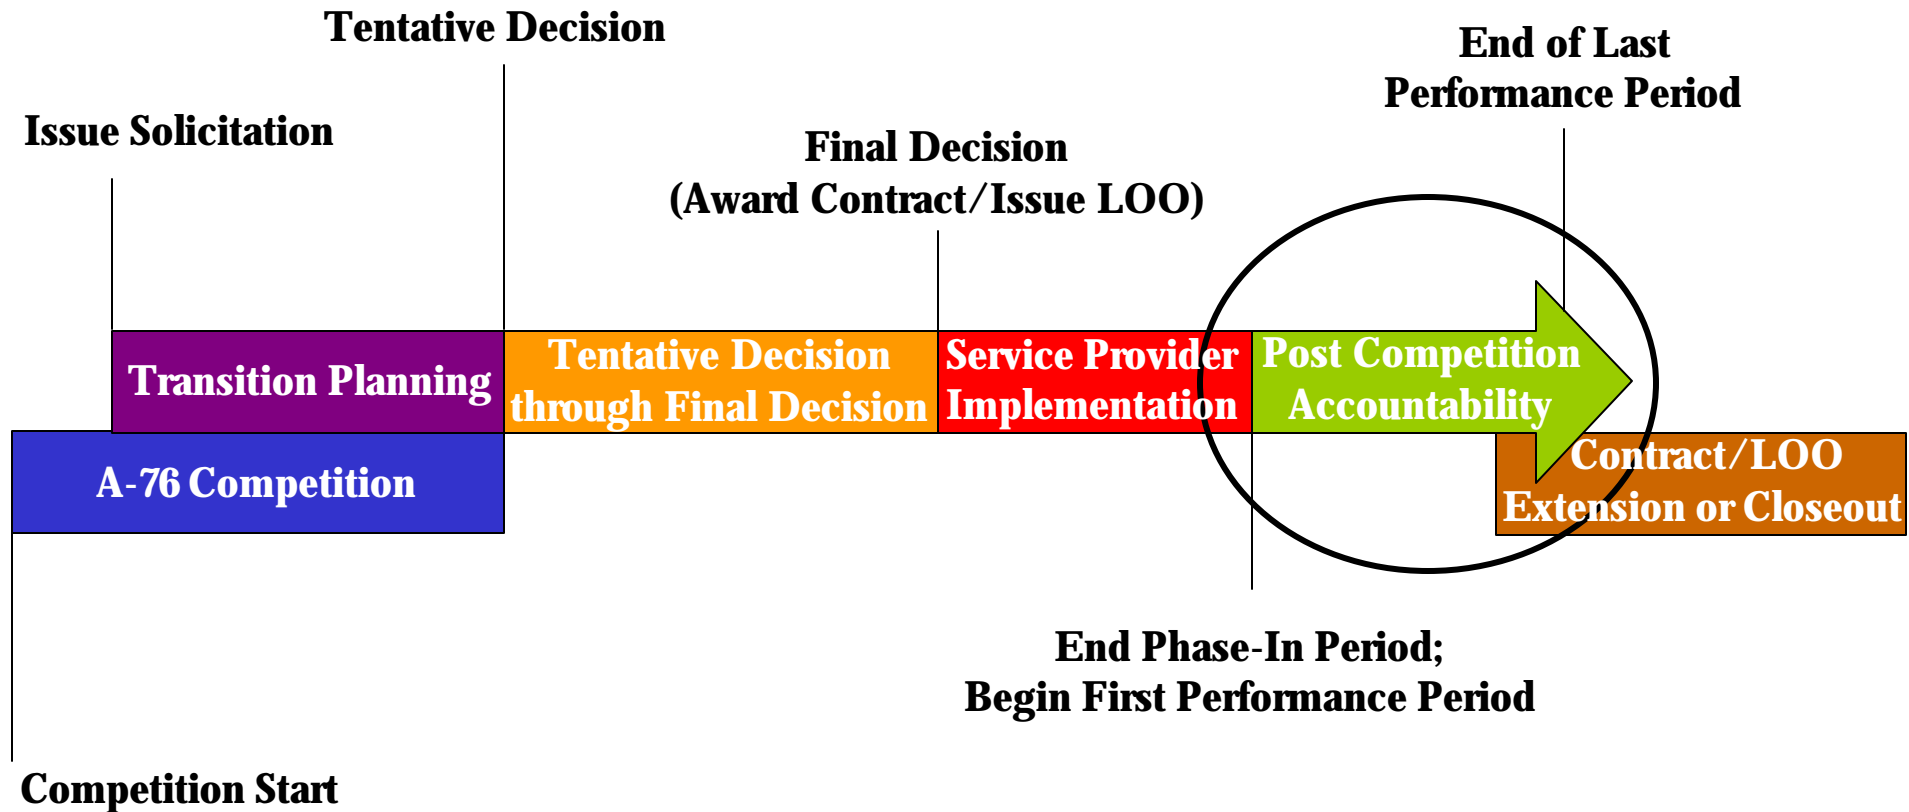 Tentative Decision
End of Last
Performance Period
Issue Solicitation
Final Decision
(Award Contract/Issue LOO)
Transition Planning
Tentative Decision
through Final Decision
Service Provider
Implementation
Post Competition
Accountability
A-76 Competition
Contract/LOO
Extension or Closeout
End Phase-In Period;
Begin First Performance Period
Competition Start